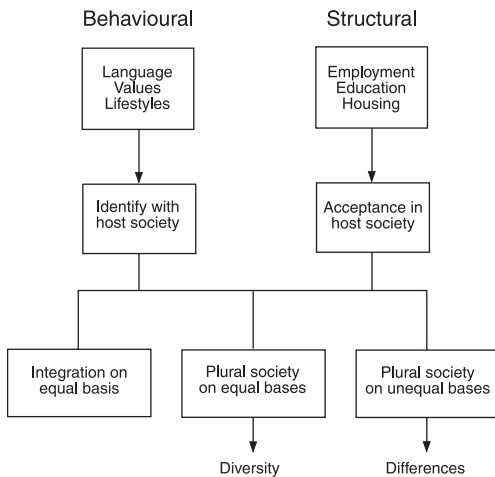 Behavioural
Structural
Language
Values
Lifestyles
Employment
Education
Housing
Identify with
host society
Acceptance in
host society
Integration on
equal basis
Plural society
on equal bases
Plural society
on unequal bases
Diversity
Differences